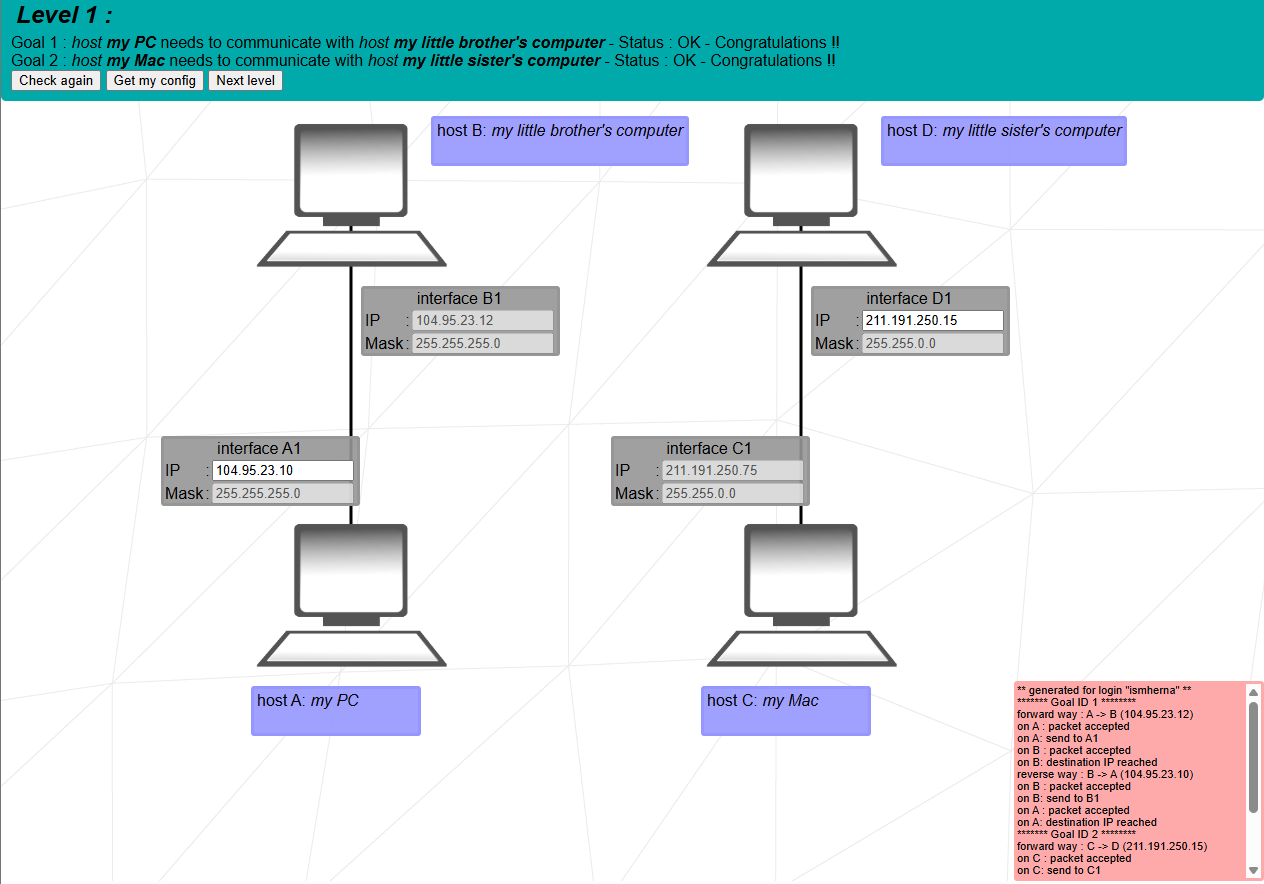 Level 1 :
Goal 1 : host my PC needs to communicate with host my little brother's computer - Status : OK - Congratulations !!
Goal 2 : host my Mac needs to communicate with host my little sister's computer - Status : OK - Congratulations !!
Check again Get my config Next level
host B: my little brother's computer
host D: my little sister's computer
interface B1
IP : 104.95.23.12
Mask : 255.255.255.0
interface D1
IP : 211.191.250.15
Mask : 255.255.0.0
interface A1
IP : 104.95.23.10
Mask : 255.255.255.0
interface C1
IP : 211.191.250.75
Mask : 255.255.0.0
host A: my PC
host C: my Mac
** generated for login "ismherna" **
******* Goal ID 1 ********
forward way : A -> B (104.95.23.12)
on A : packet accepted
on A: send to A1
on B : packet accepted
on B: destination IP reached
reverse way : B -> A (104.95.23.10)
on B : packet accepted
on B: send to B1
on A : packet accepted
on A: destination IP reached
******* Goal ID 2 ********
forward way : C -> D (211.191.250.15)
on C : packet accepted
on C: send to C1